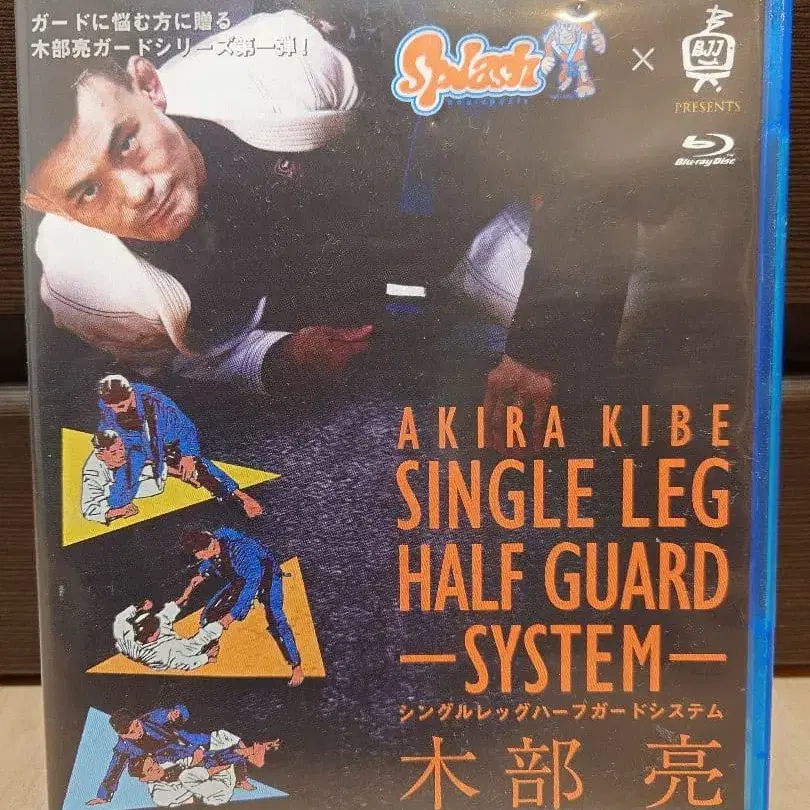 ガードに悩む方に贈る
木部亮ガードシリーズ第一弾！
Splash
×
BJJ
PRESENTS
Blu-ray Disc
AKIRA KIBE
SINGLE LEG
HALF GUARD
—SYSTEM—
シングルレッグハーフガードシステム
木部 亮